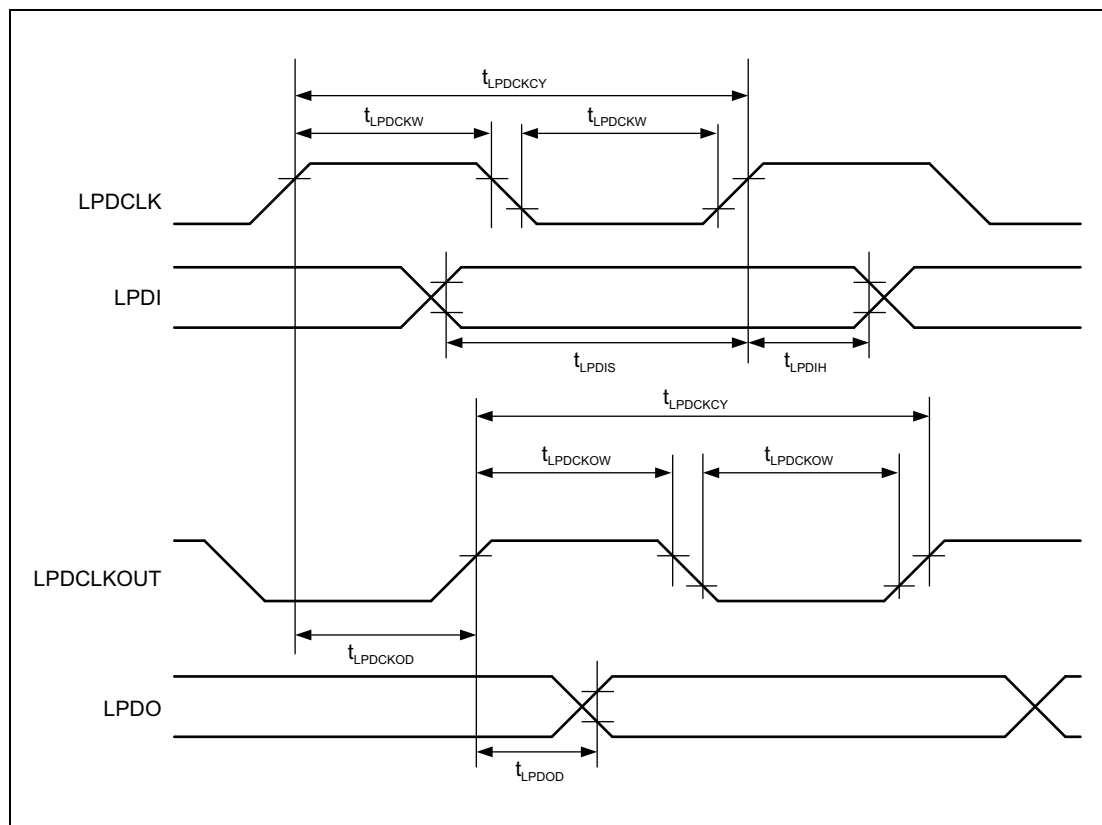 tLPDCKCY
tLPDCKW tLPDCKW
LPDCLK
LPDI
tLPDIS tLPDIH
tLPDCKCY
tLPDCKOW tLPDCKOW
LPDCLKOUT
tLPDCKOD
LPDO
tLPDOD